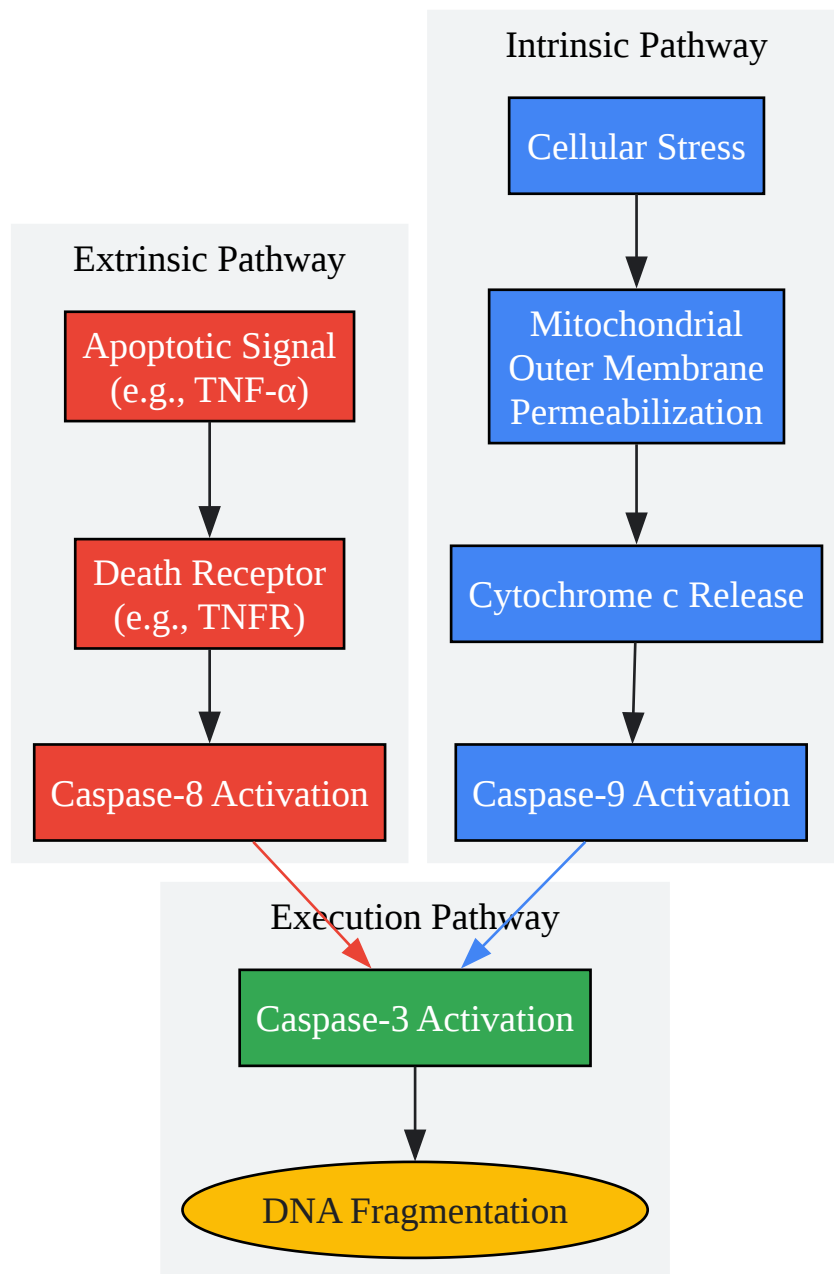 Intrinsic Pathway
Cellular Stress
Mitochondrial
Outer Membrane
Permeabilization
Cytochrome c Release
Caspase-9 Activation
Extrinsic Pathway
Apoptotic Signal
(e.g., TNF-α)
Death Receptor
(e.g., TNFR)
Caspase-8 Activation
Execution Pathway
Caspase-3 Activation
DNA Fragmentation